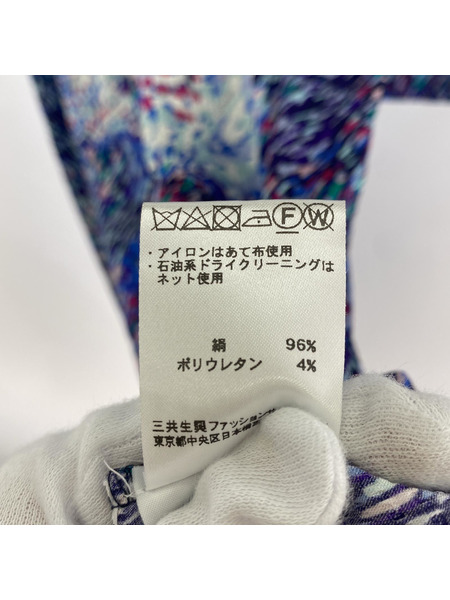 F W
・アイロンはあて布使用
・石油系ドライクリーニングは
ネット使用
絹 96%
ポリウレタン 4%
三共生興ファッション
東京都中央区日本橋